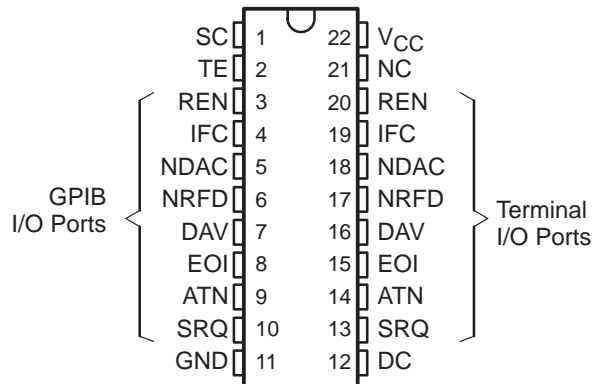 SC 1 22 VCC
TE 2 21 NC
REN 3 20 REN
IFC 4 19 IFC
NDAC 5 18 NDAC
NRFD 6 17 NRFD
DAV 7 16 DAV
EOI 8 15 EOI
ATN 9 14 ATN
SRQ 10 13 SRQ
GND 11 12 DC
GPIB
I/O Ports
Terminal
I/O Ports